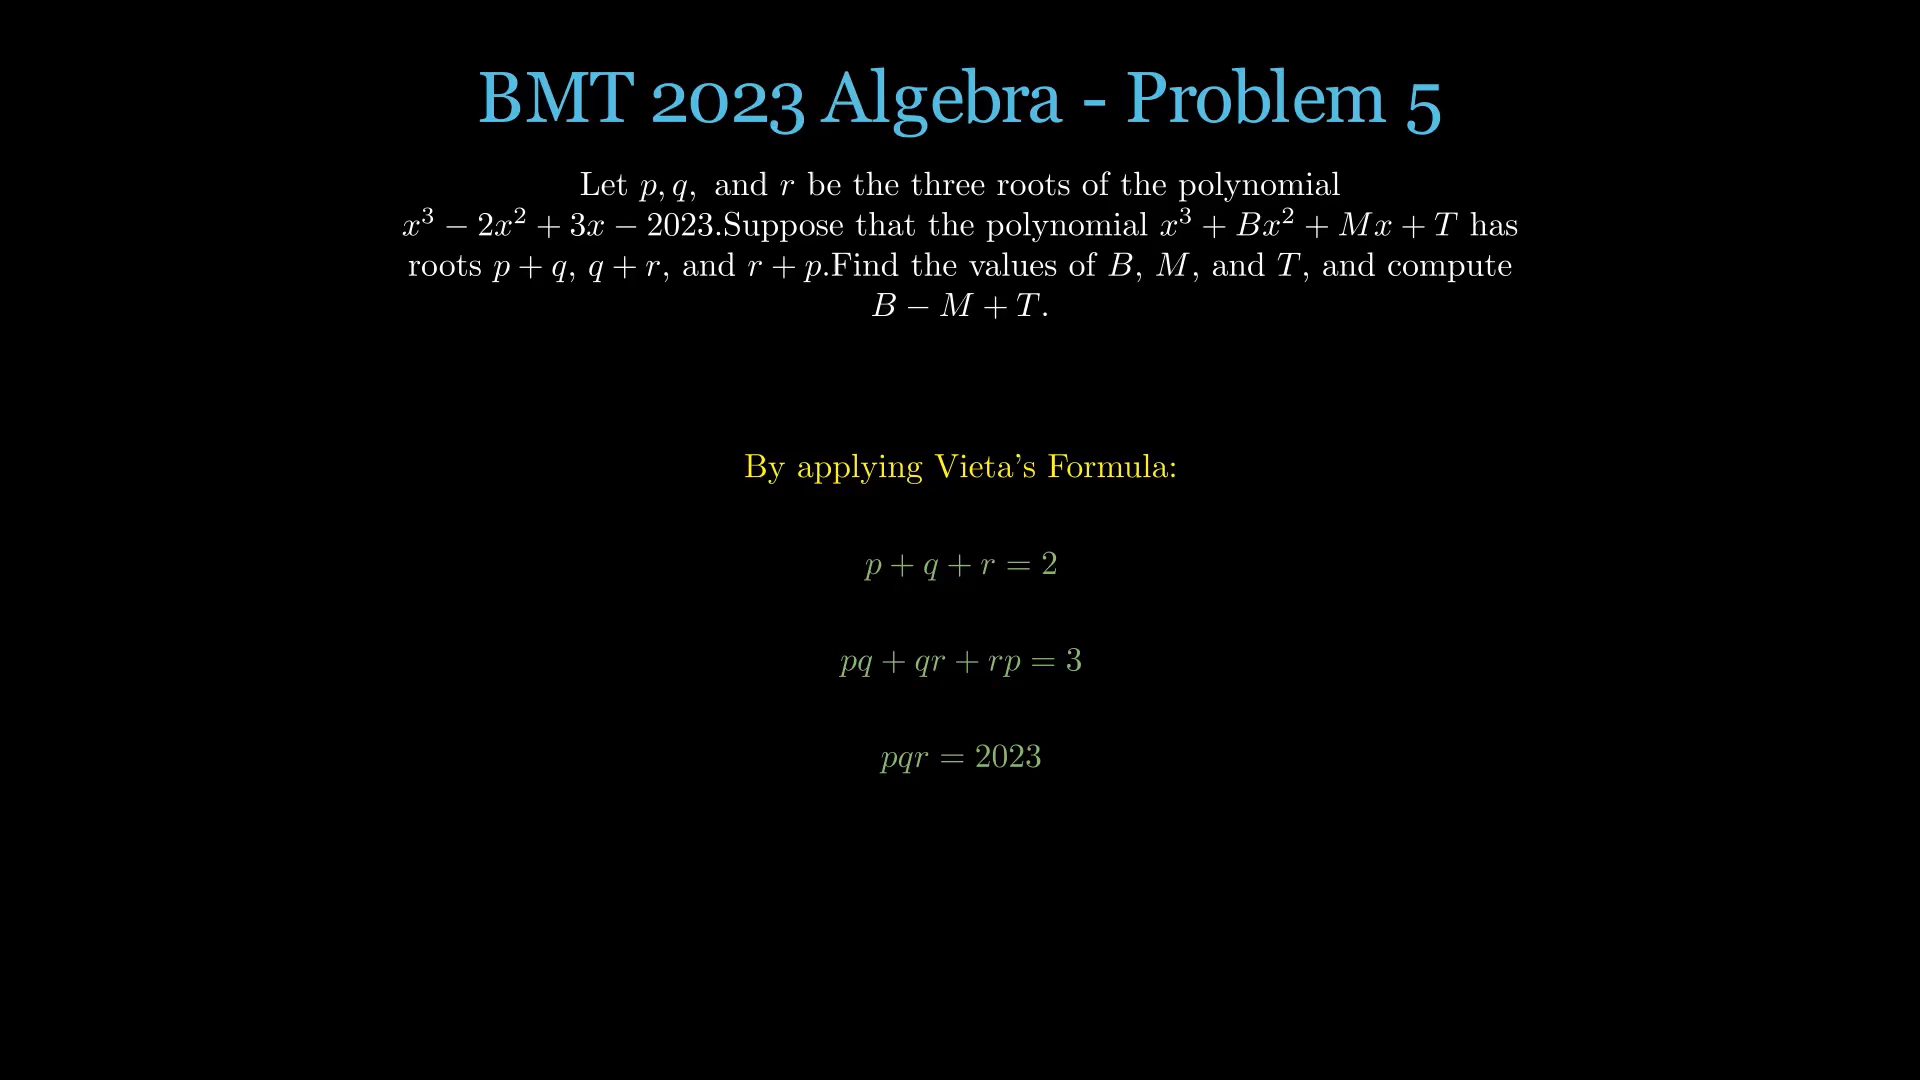 BMT 2023 Algebra - Problem 5
Let p, q, and r be the three roots of the polynomial
x³ − 2x² + 3x − 2023.Suppose that the polynomial x³ + Bx² + Mx + T has
roots p + q, q + r, and r + p.Find the values of B, M, and T, and compute
B − M + T.
By applying Vieta's Formula:
p + q + r = 2
pq + qr + rp = 3
pqr = 2023